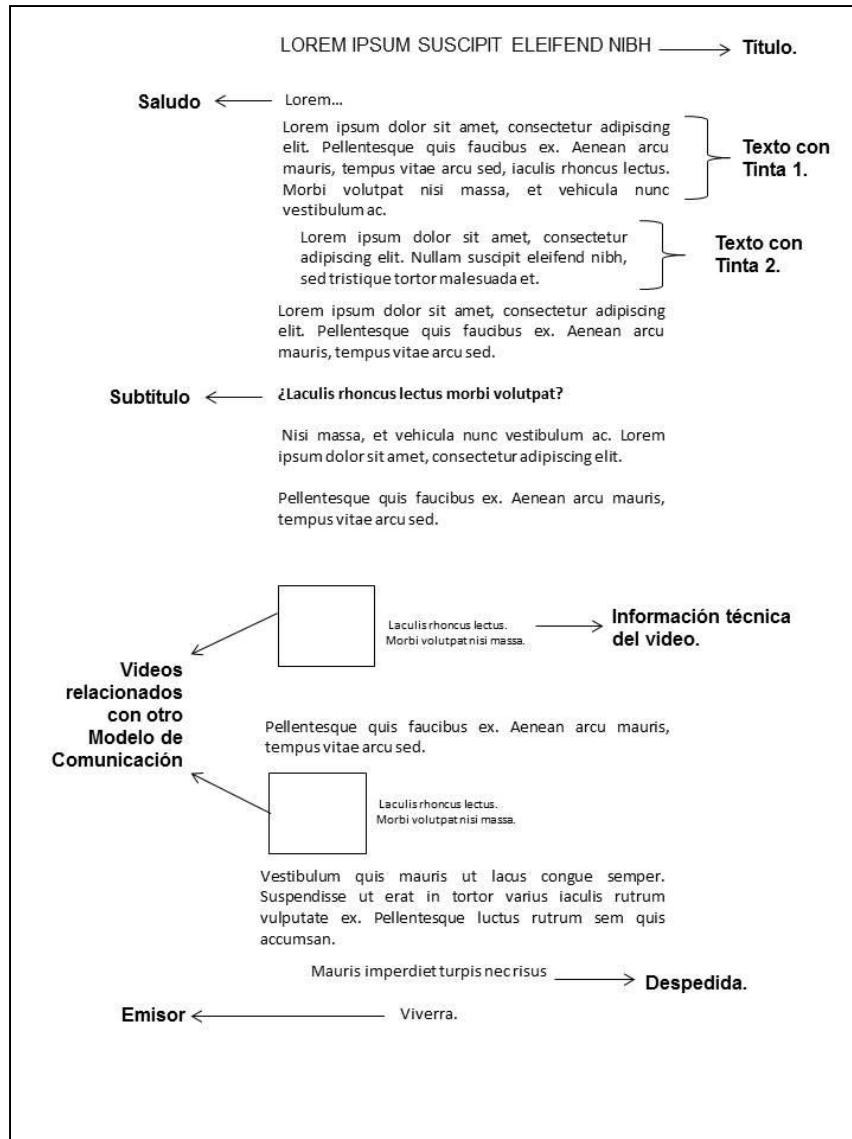 LOREM IPSUM SUSCIPIT ELEIFEND NIBH
Título.
Saludo
Lorem...
Lorem ipsum dolor sit amet, consectetur adipiscing
elit. Pellentesque quis faucibus ex. Aenean arcu
mauris, tempus vitae arcu sed, iaculis rhoncus lectus.
Morbi volutpat nisi massa, et vehicula nunc
vestibulum ac.
Texto con
Tinta 1.
Lorem ipsum dolor sit amet, consectetur
adipiscing elit. Nullam suscipit eleifend nibh,
sed tristique tortor malesuada et.
Texto con
Tinta 2.
Lorem ipsum dolor sit amet, consectetur adipiscing
elit. Pellentesque quis faucibus ex. Aenean arcu
mauris, tempus vitae arcu sed.
Subtítulo
¿Laculis rhoncus lectus morbi volutpat?
Nisi massa, et vehicula nunc vestibulum ac. Lorem
ipsum dolor sit amet, consectetur adipiscing elit.
Pellentesque quis faucibus ex. Aenean arcu mauris,
tempus vitae arcu sed.
Laculis rhoncus lectus.
Morbi volutpat nisi massa.
Información técnica
del video.
Videos
relacionados
con otro
Modelo de
Comunicación
Pellentesque quis faucibus ex. Aenean arcu mauris,
tempus vitae arcu sed.
Laculis rhoncus lectus.
Morbi volutpat nisi massa.
Vestibulum quis mauris ut lacus congue semper.
Suspendisse ut erat in tortor varius iaculis rutrum
vulputate ex. Pellentesque luctus rutrum sem quis
accumsan.
Mauris imperdiet turpis nec risus
Despedida.
Emisor
Viverra.